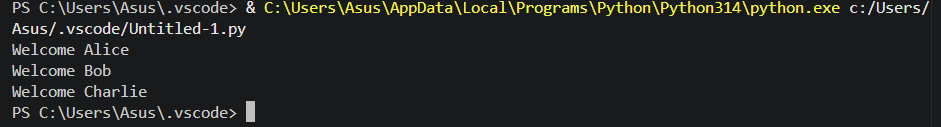 PS C:\Users\Asus\.vscode> & C:\Users\Asus\AppData\Local\Programs\Python\Python314\python.exe c:/Users/
Asus/.vscode/Untitled-1.py
Welcome Alice
Welcome Bob
Welcome Charlie
PS C:\Users\Asus\.vscode>